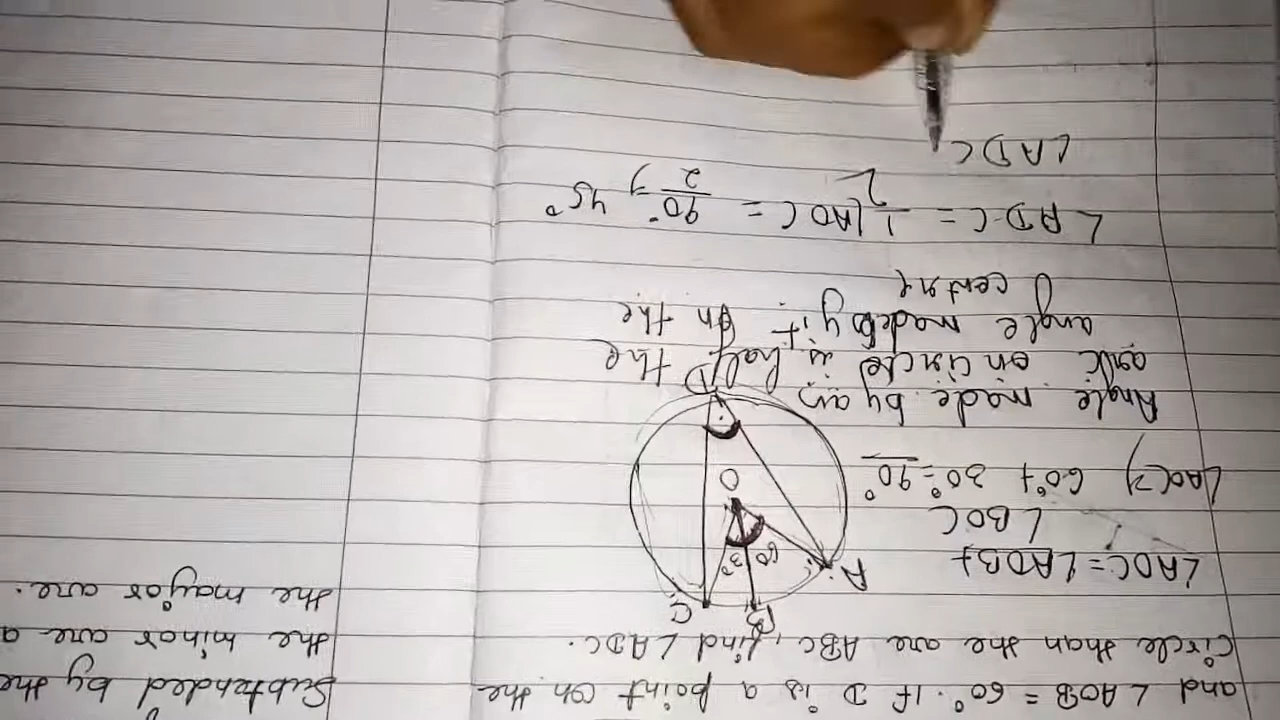 and ∠AOB = 60°. If D is a point on the
circle than the arc ABC, find ∠ADC.
∠AOC = ∠AOB +
∠BOC
∠AOC ⇒ 60° + 30° = 90°
A
B
C
D
O
60
30
Angle made by an
arc on circle is half the
angle made by it on the
centre
∠ADC = 1/2 ∠AOC = 90°/2 ⇒ 45°
∠ADC
Subtended by the
the minor arc a
the major arc.